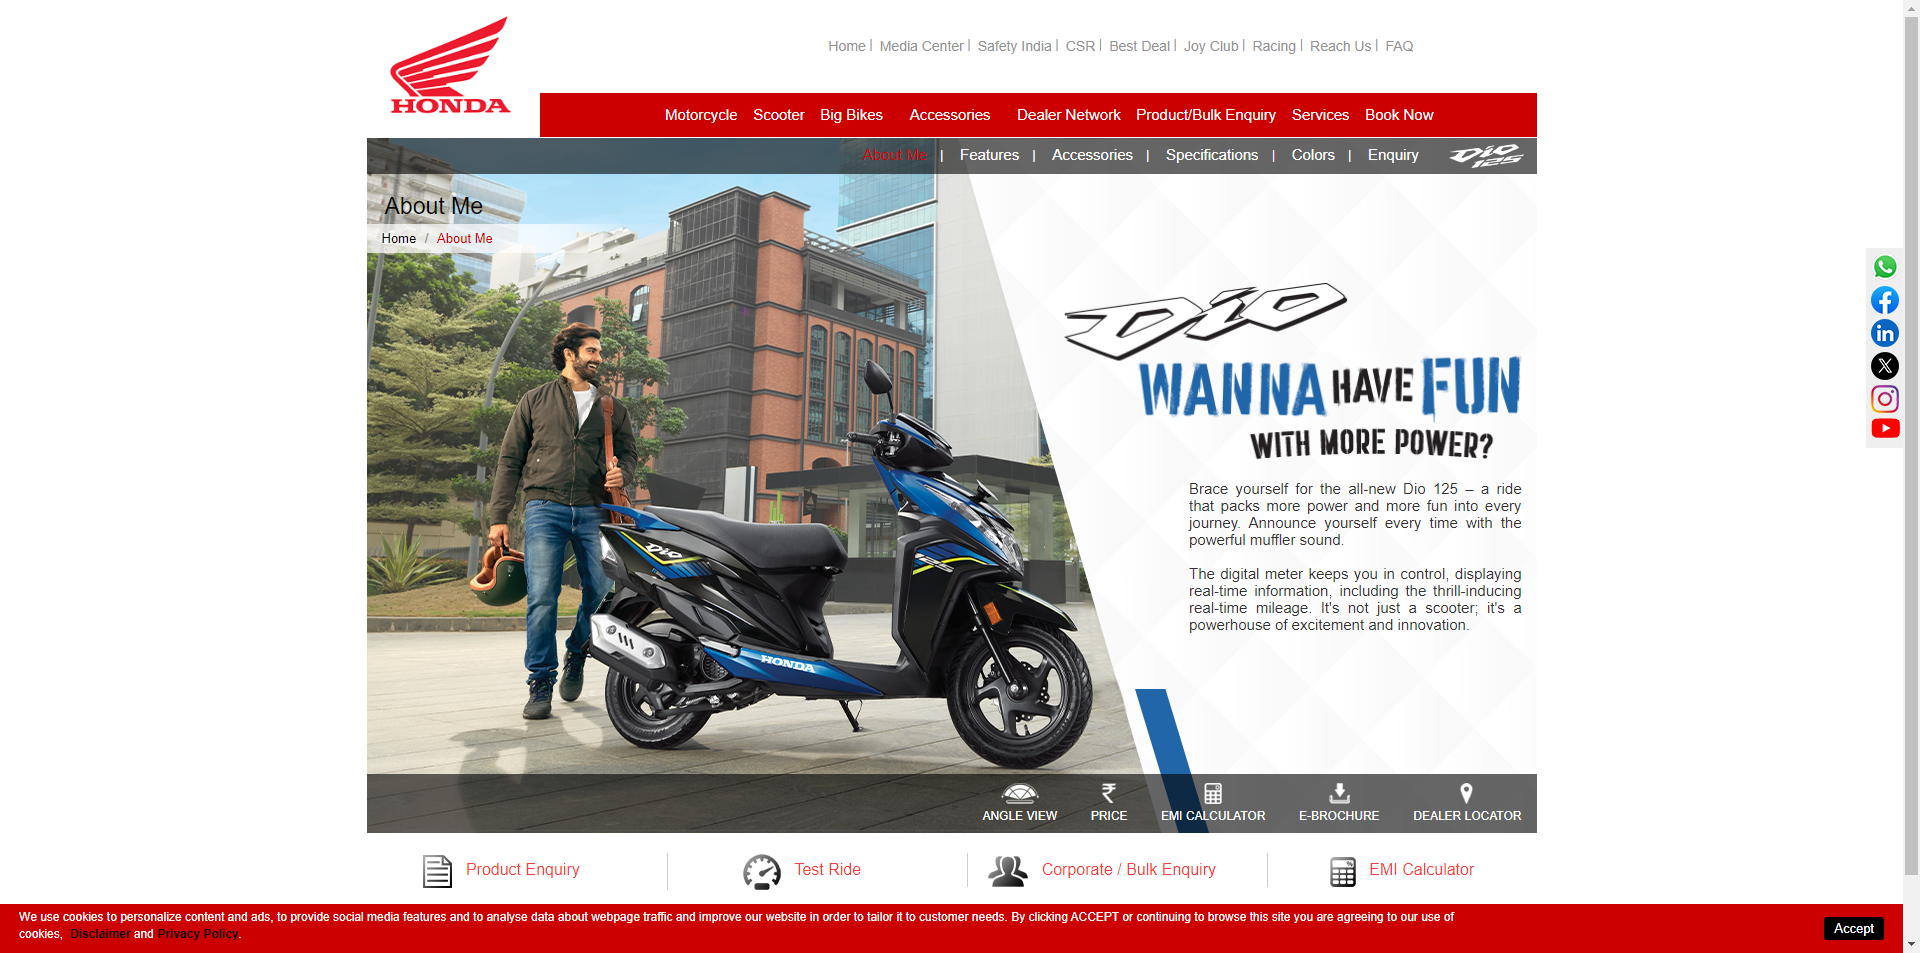 HONDA
Home | Media Center | Safety India | CSR | Best Deal | Joy Club | Racing | Reach Us | FAQ
Motorcycle Scooter Big Bikes Accessories Dealer Network Product/Bulk Enquiry Services Book Now
About Me | Features | Accessories | Specifications | Colors | Enquiry Dio 125
About Me
Home / About Me
Dio
WANNA HAVE FUN
WITH MORE POWER?
Brace yourself for the all-new Dio 125 – a ride
that packs more power and more fun into every
journey. Announce yourself every time with the
powerful muffler sound.
The digital meter keeps you in control, displaying
real-time information, including the thrill-inducing
real-time mileage. It's not just a scooter; it's a
powerhouse of excitement and innovation.
Dio
125
HONDA
ANGLE VIEW PRICE EMI CALCULATOR E-BROCHURE DEALER LOCATOR
Product Enquiry Test Ride Corporate / Bulk Enquiry EMI Calculator
We use cookies to personalize content and ads, to provide social media features and to analyse data about webpage traffic and improve our website in order to tailor it to customer needs. By clicking ACCEPT or continuing to browse this site you are agreeing to our use of
cookies, Disclaimer and Privacy Policy.
Accept